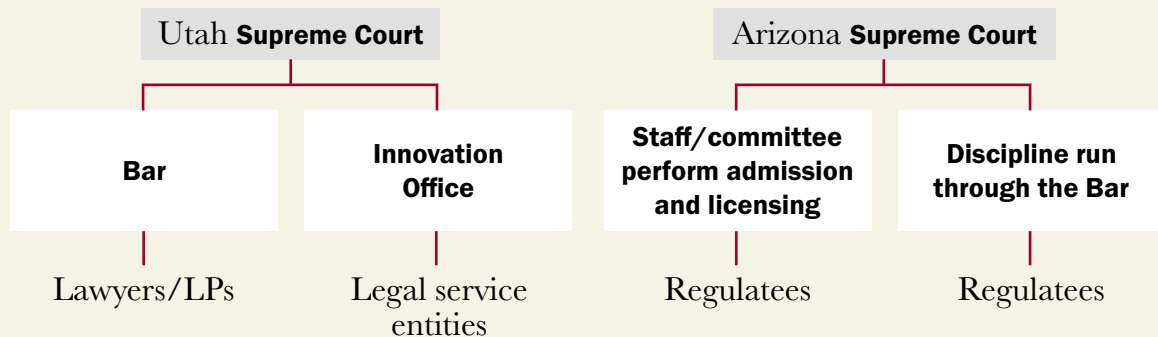 Utah Supreme Court
Bar
Innovation
Office
Lawyers/LPs
Legal service
entities
Arizona Supreme Court
Staff/committee
perform admission
and licensing
Discipline run
through the Bar
Regulatees
Regulatees